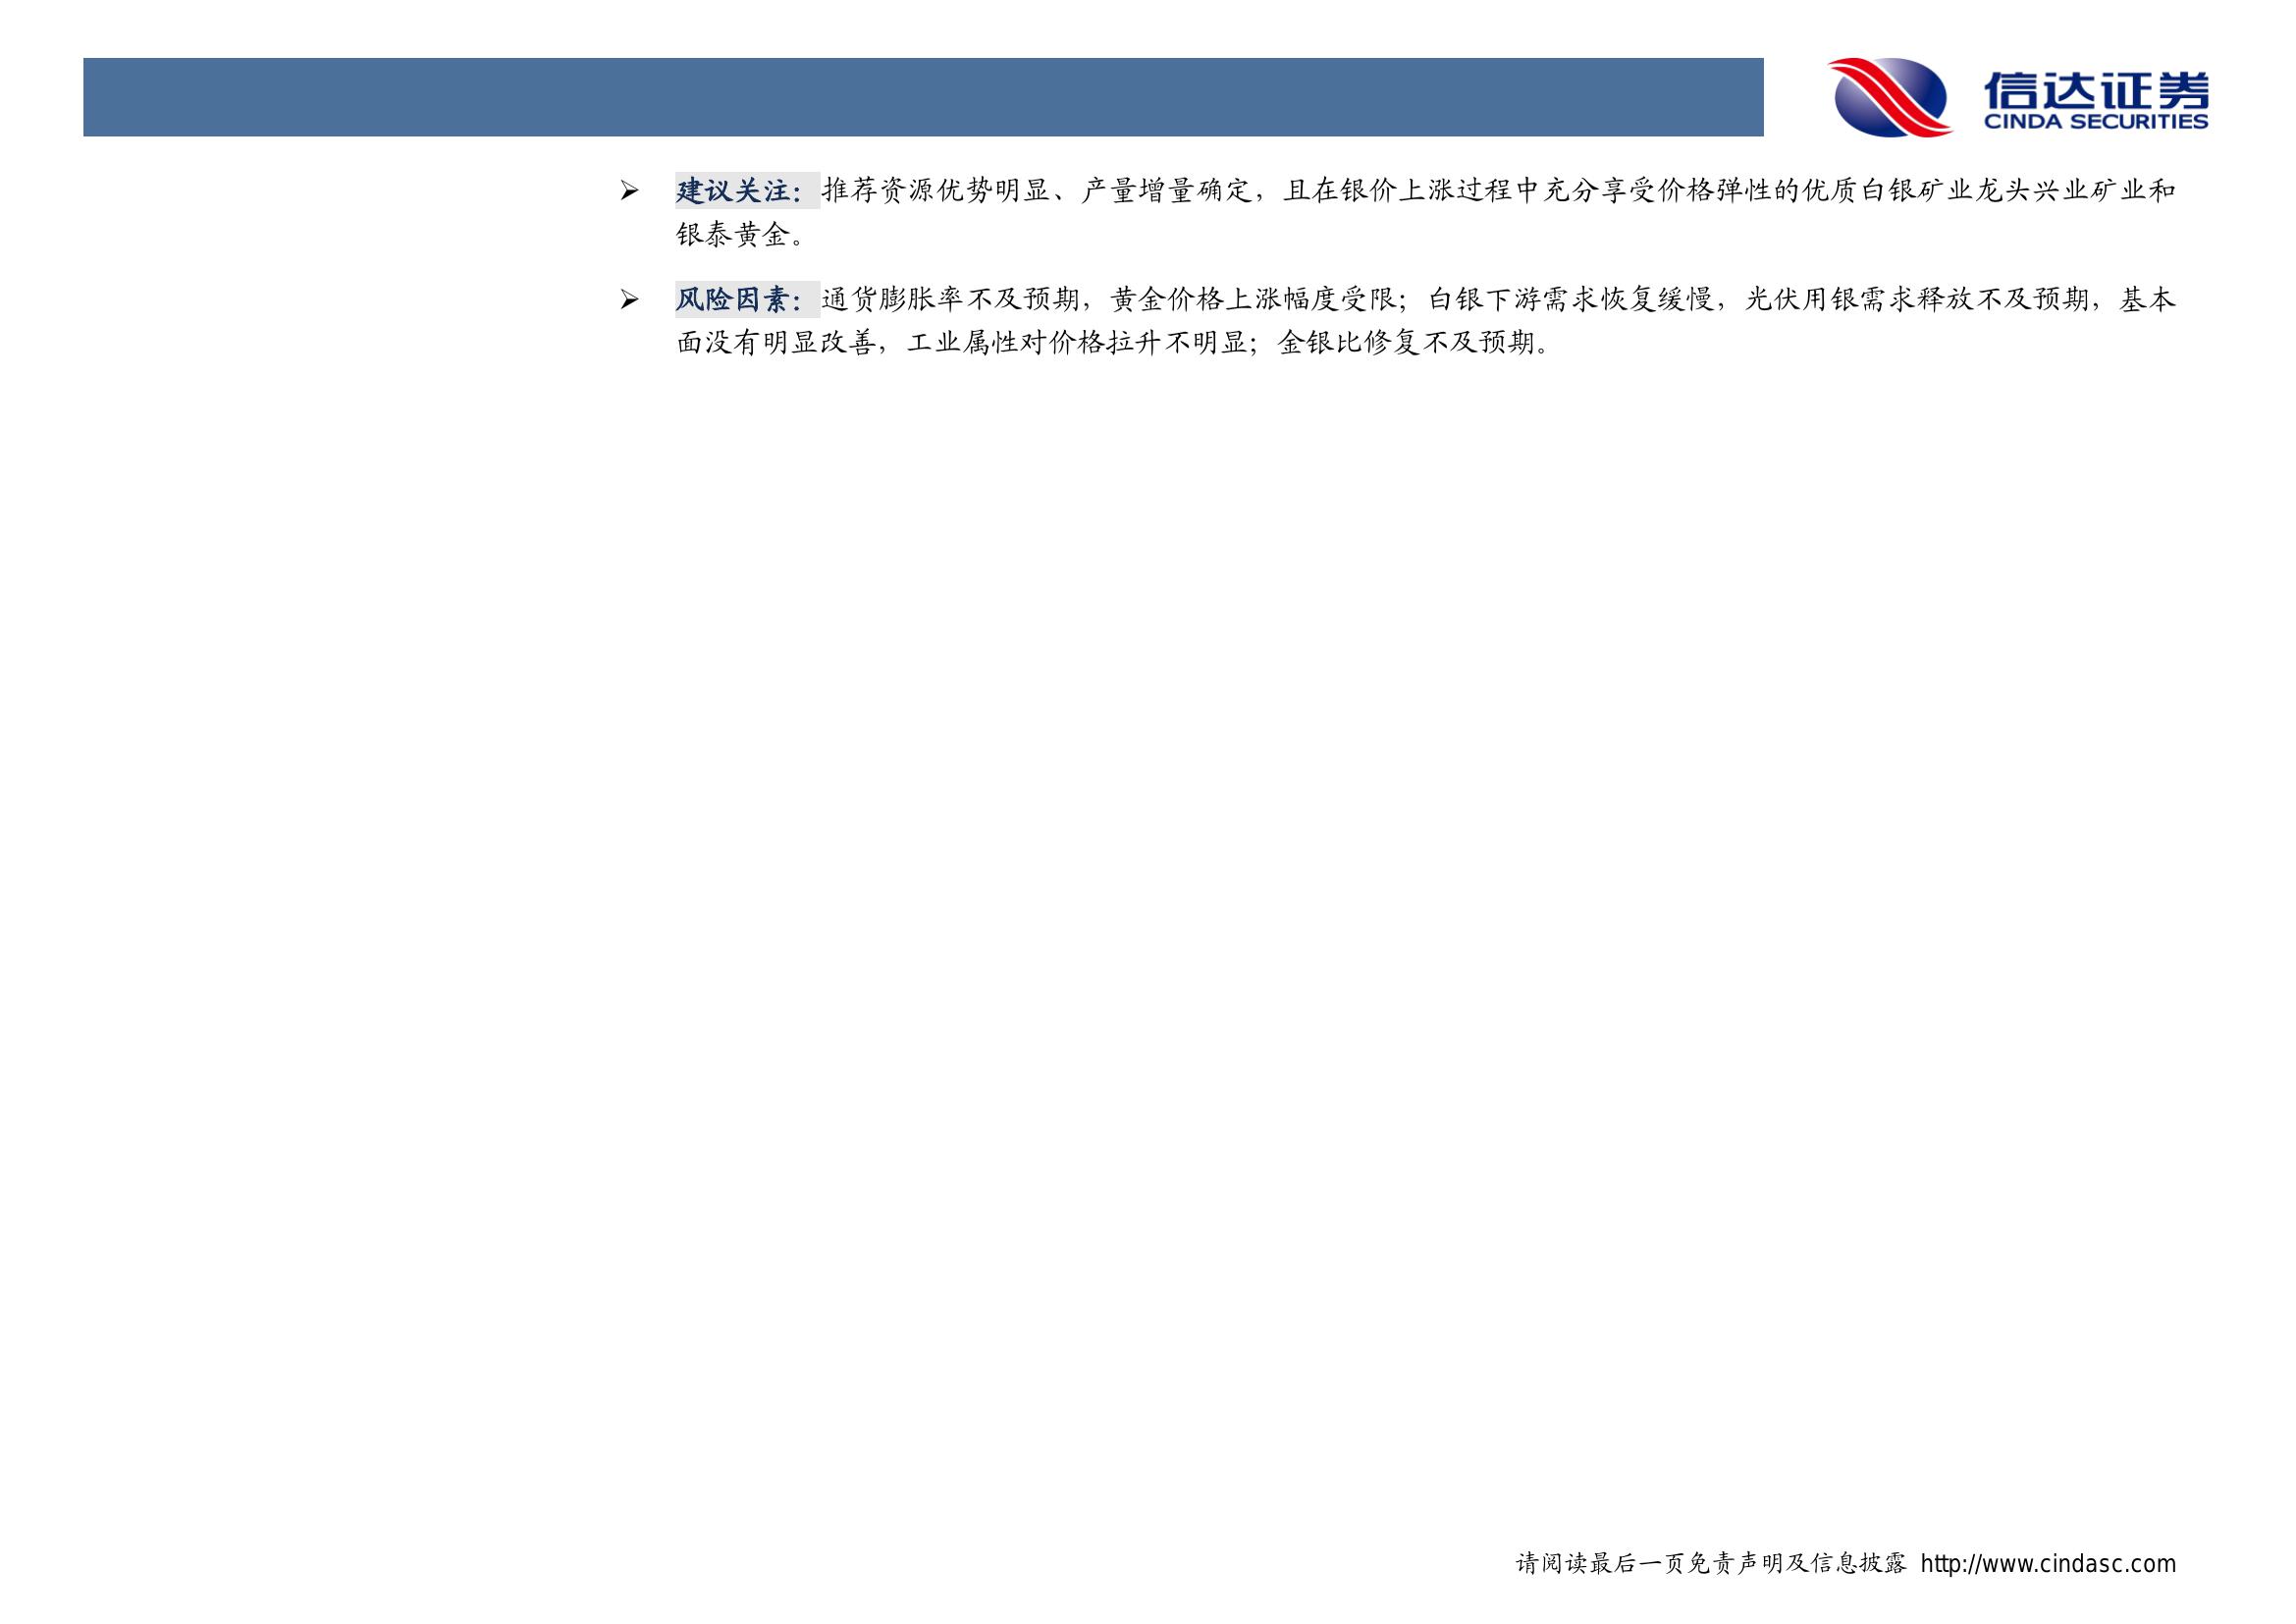 信达证券
CINDA SECURITIES
➢ 建议关注：推荐资源优势明显、产量增量确定，且在银价上涨过程中充分享受价格弹性的优质白银矿业龙头兴业矿业和
银泰黄金。
➢ 风险因素：通货膨胀率不及预期，黄金价格上涨幅度受限；白银下游需求恢复缓慢，光伏用银需求释放不及预期，基本
面没有明显改善，工业属性对价格拉升不明显；金银比修复不及预期。
请阅读最后一页免责声明及信息披露 http://www.cindasc.com